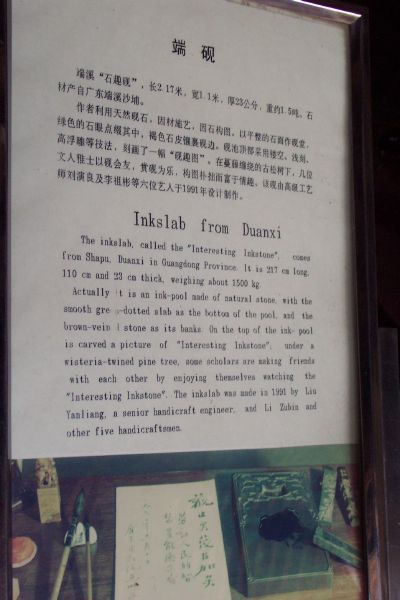 端砚
端溪“石趣砚”，长2.17米，宽1.1米，厚23公分，重约1.5吨，石
材产自广东端溪沙埔。
作者利用天然砚石，因材施艺，因石构图。以平整的石面作砚堂，
绿色的石眼点缀其中，褐色石皮镶裹砚边。砚池顶部采用镂空、浅刻、
高浮雕等技法，刻画了一幅“砚趣图”。在蔓藤缠绕的古松树下，几位
文人雅士以砚会友，赏砚为乐，构图朴拙而富于情趣。该砚由高级工艺
师刘演良及李祖彬等六位艺人于1991年设计制作。
Inkslab from Duanxi
The inkslab, called the "Interesting Inkstone", comes
from Shapu, Duanxi in Guangdong Province. It is 217 cm long,
110 cm and 23 cm thick, weighing about 1500 kg.
Actually it is an ink-pool made of natural stone, with the
smooth gre n-dotted slab as the bottom of the pool, and the
brown-vein l stone as its banks. On the top of the ink- pool
is carved a picture of "Interesting Inkstone", under a
wisteria-twined pine tree, some scholars are making friends
with each other by enjoying themselves watching the
"Interesting Inkstone". The inkslab was made in 1991 by Liu
Yanliang, a senior handicraft engineer, and Li Zubin and
other five handicraftsmen.